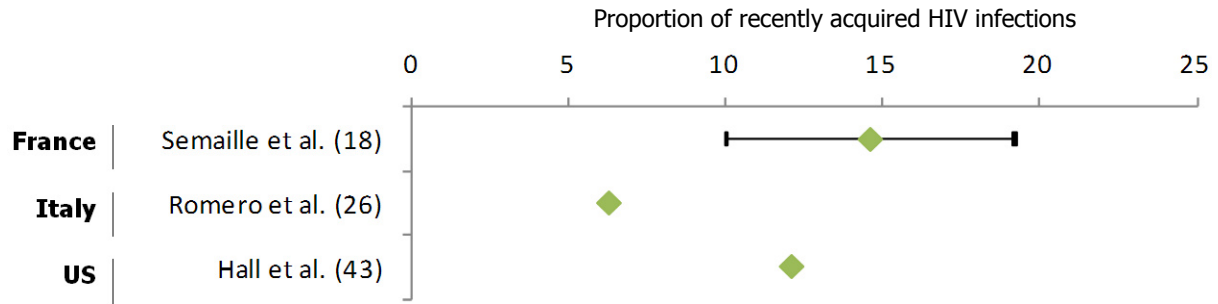 Proportion of recently acquired HIV infections
0 5 10 15 20 25
France Semaille et al. (18)
Italy Romero et al. (26)
US Hall et al. (43)